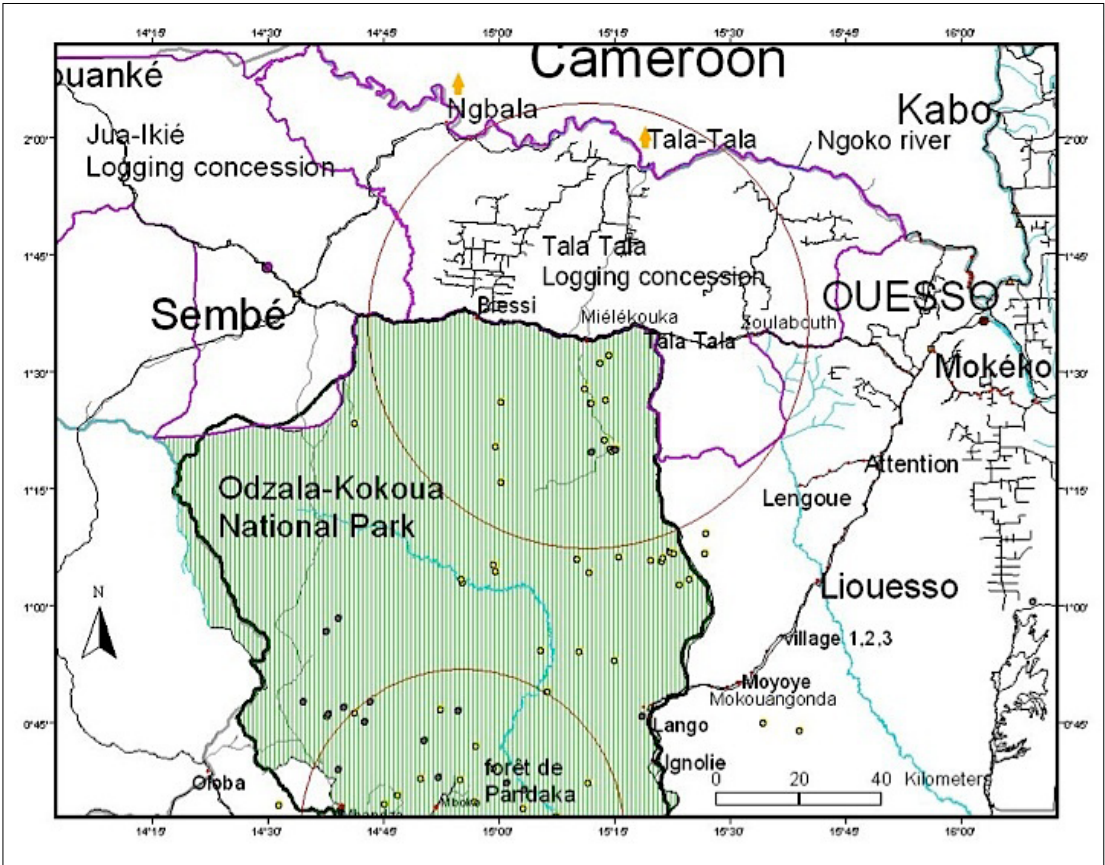 14°15' 14°30' 14°45' 15°00' 15°15' 15°30' 15°45' 16°00'
Cameroon
ouanké
Ngbala
Kabo
2°00' 2°00'
Jua-Ikié
Logging concession
Tala-Tala
Ngoko river
1°45' 1°45'
Tala Tala
Logging concession
Sembé
Biessi
Miélékouka
Zoulabouth
OUESSO
Tala Tala
Mokéko
1°30' 1°30'
Attention
Odzala-Kokoua
National Park
Lengoue
1°15' 1°15'
N
Liouesso
1°00' 1°00'
village 1,2,3
Moyoye
Mokouangonda
0°45' 0°45'
Lango
Ignolie
Oloba
forêt de
Pandaka
Mboko
0 20 40 Kilometers
14°15' 14°30' 14°45' 15°00' 15°15' 15°30' 15°45' 16°00'